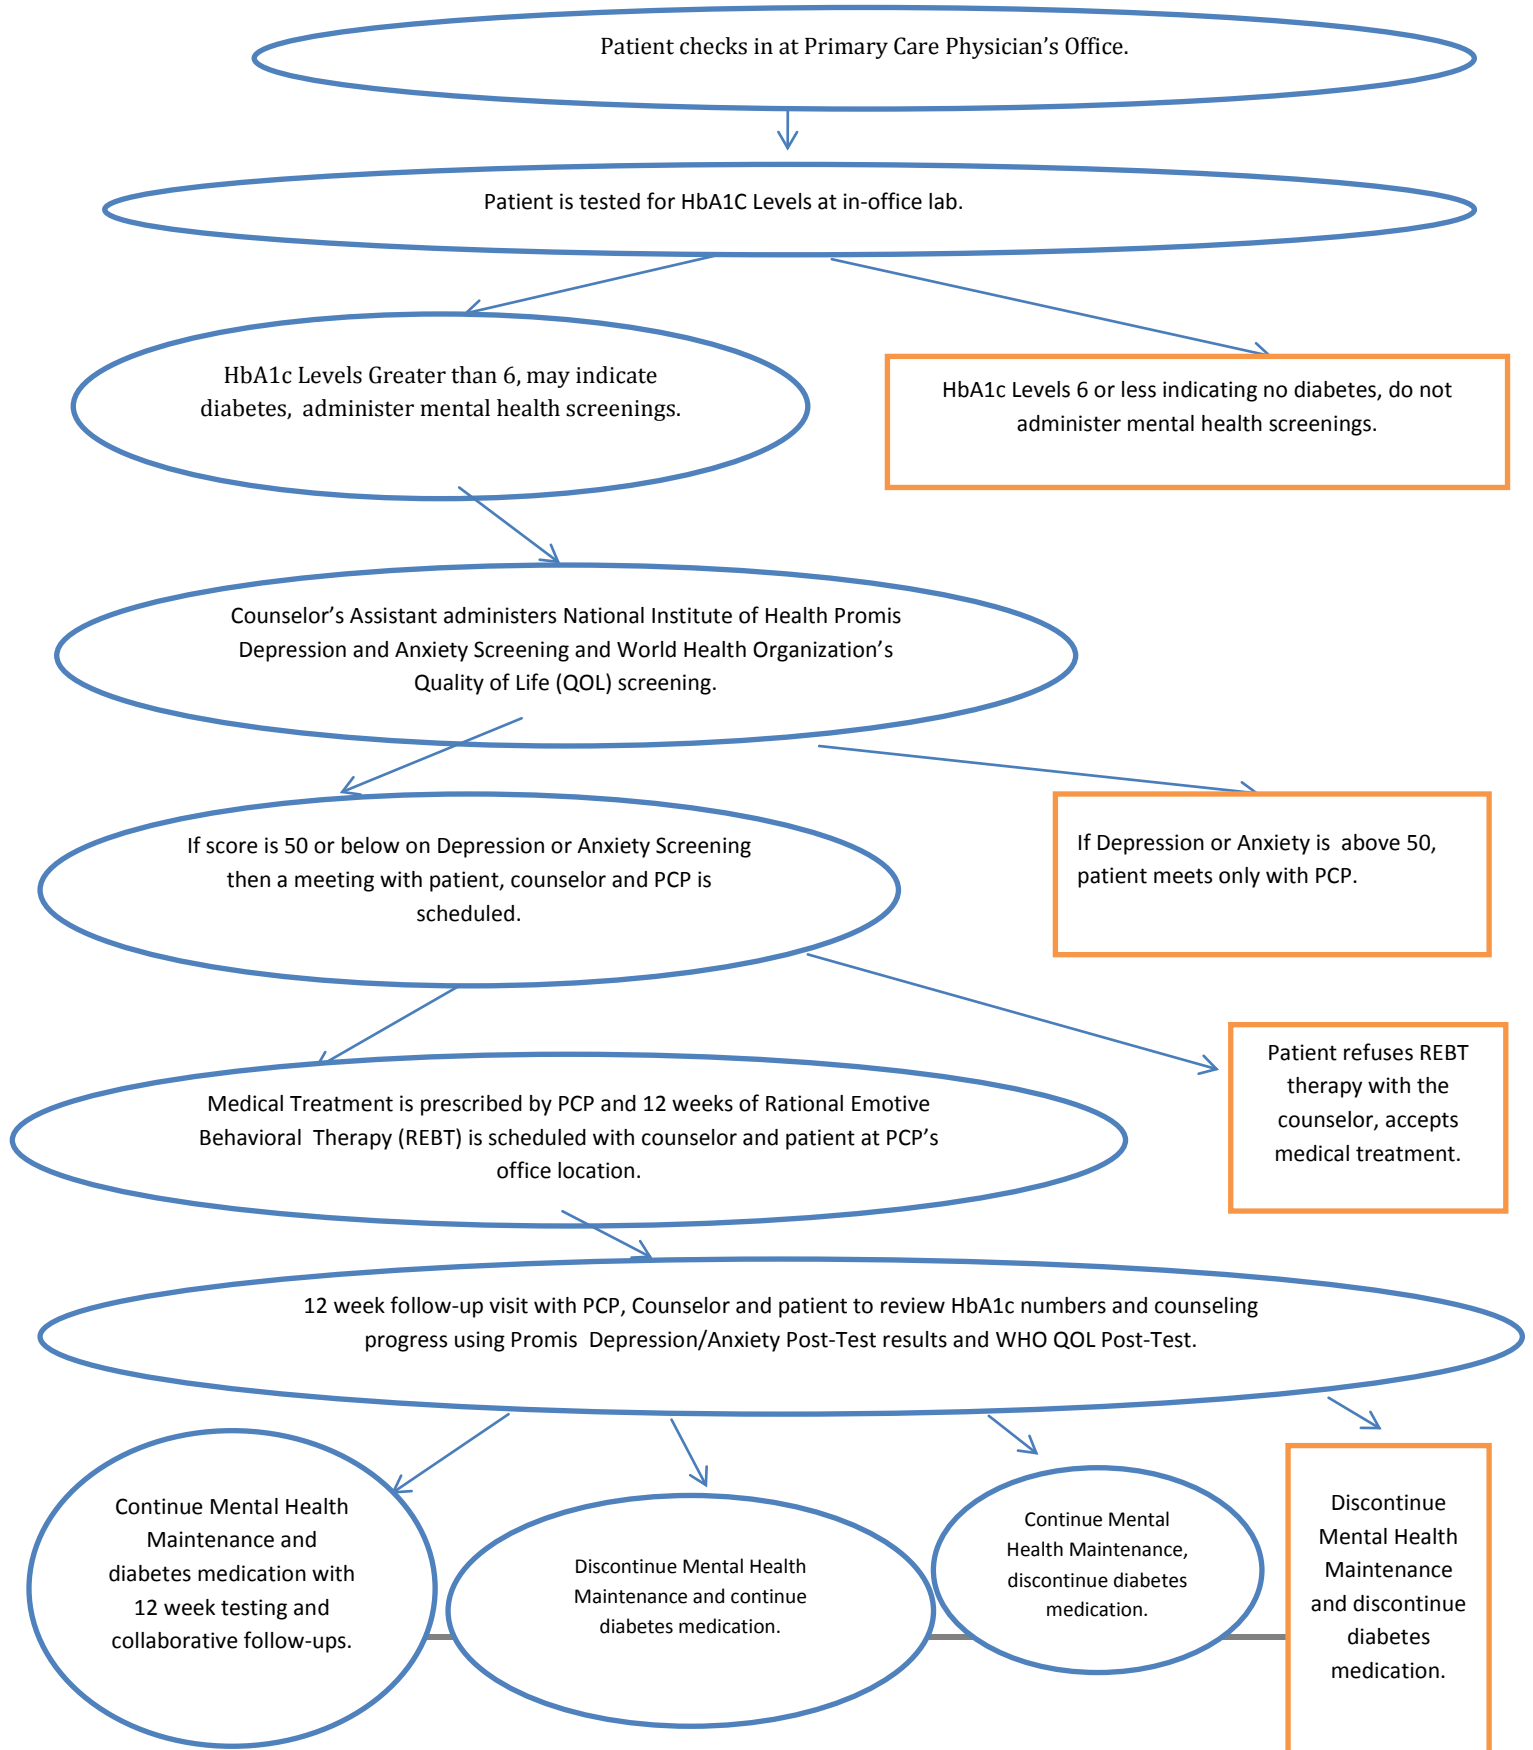 Patient checks in at Primary Care Physician's Office.
Patient is tested for HbA1C Levels at in-office lab.
HbA1c Levels Greater than 6, may indicate
diabetes,  administer mental health screenings.
HbA1c Levels 6 or less indicating no diabetes, do not
administer mental health screenings.
Counselor's Assistant administers National Institute of Health Promis
Depression and Anxiety Screening and World Health Organization's
Quality of Life (QOL) screening.
If score is 50 or below on Depression or Anxiety Screening
then a meeting with patient, counselor and PCP is
scheduled.
If Depression or Anxiety is  above 50,
patient meets only with PCP.
Patient refuses REBT
therapy with the
counselor, accepts
medical treatment.
Medical Treatment is prescribed by PCP and 12 weeks of Rational Emotive
Behavioral  Therapy (REBT) is scheduled with counselor and patient at PCP's
office location.
12 week follow-up visit with PCP, Counselor and patient to review HbA1c numbers and counseling
progress using Promis  Depression/Anxiety Post-Test results and WHO QOL Post-Test.
Continue Mental Health
Maintenance and
diabetes medication with
12 week testing and
collaborative follow-ups.
Discontinue Mental Health
Maintenance and continue
diabetes medication.
Continue Mental
Health Maintenance,
discontinue diabetes
medication.
Discontinue
Mental Health
Maintenance
and discontinue
diabetes
medication.